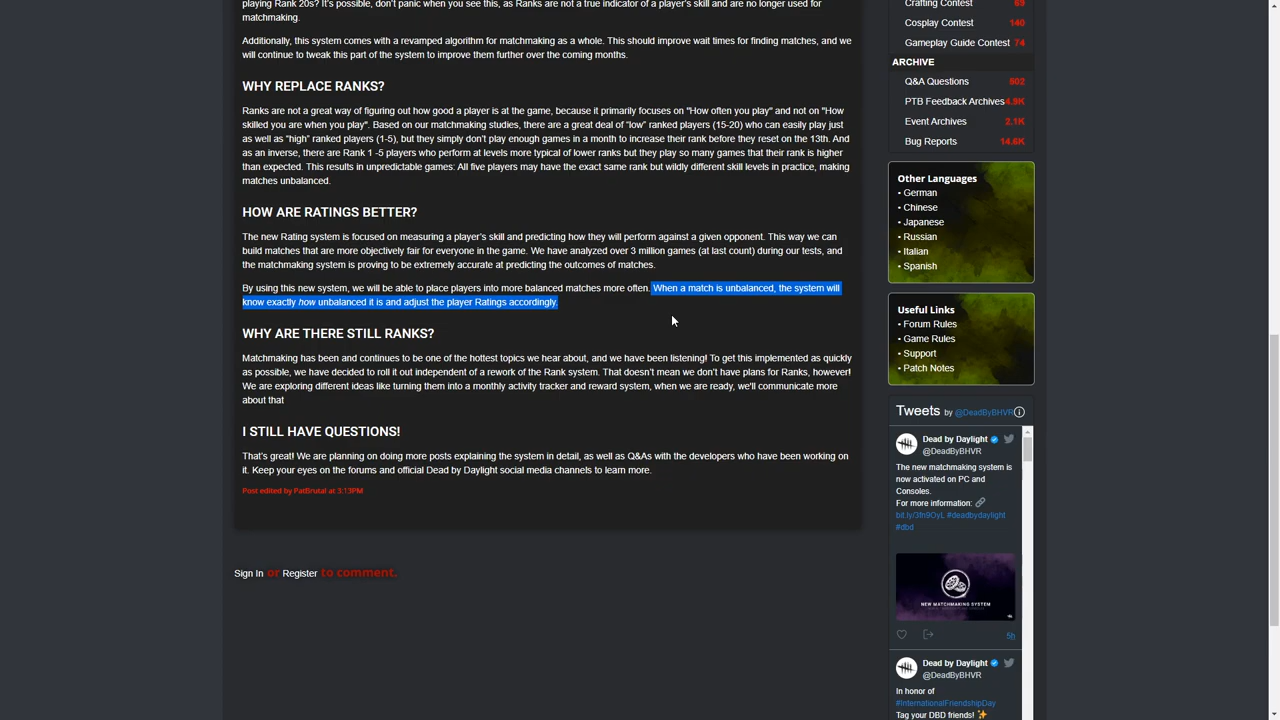 playing Rank 20s? It's possible, don't panic when you see this, as Ranks are not a true indicator of a player's skill and are no longer used for
matchmaking.
Additionally, this system comes with a revamped algorithm for matchmaking as a whole. This should improve wait times for finding matches, and we
will continue to tweak this part of the system to improve them further over the coming months.
WHY REPLACE RANKS?
Ranks are not a great way of figuring out how good a player is at the game, because it primarily focuses on "How often you play" and not on "How
skilled you are when you play". Based on our matchmaking studies, there are a great deal of "low" ranked players (15-20) who can easily play just
as well as "high" ranked players (1-5), but they simply don't play enough games in a month to increase their rank before they reset on the 13th. And
as an inverse, there are Rank 1 -5 players who perform at levels more typical of lower ranks but they play so many games that their rank is higher
than expected. This results in unpredictable games: All five players may have the exact same rank but wildly different skill levels in practice, making
matches unbalanced.
HOW ARE RATINGS BETTER?
The new Rating system is focused on measuring a player's skill and predicting how they will perform against a given opponent. This way we can
build matches that are more objectively fair for everyone in the game. We have analyzed over 3 million games (at last count) during our tests, and
the matchmaking system is proving to be extremely accurate at predicting the outcomes of matches.
By using this new system, we will be able to place players into more balanced matches more often. When a match is unbalanced, the system will
know exactly how unbalanced it is and adjust the player Ratings accordingly.
WHY ARE THERE STILL RANKS?
Matchmaking has been and continues to be one of the hottest topics we hear about, and we have been listening! To get this implemented as quickly
as possible, we have decided to roll it out independent of a rework of the Rank system. That doesn't mean we don't have plans for Ranks, however!
We are exploring different ideas like turning them into a monthly activity tracker and reward system, when we are ready, we'll communicate more
about that
I STILL HAVE QUESTIONS!
That's great! We are planning on doing more posts explaining the system in detail, as well as Q&As with the developers who have been working on
it. Keep your eyes on the forums and official Dead by Daylight social media channels to learn more.
Post edited by PatBrutal at 3:13PM
Sign In or Register to comment.
Crafting Contest 69
Cosplay Contest 140
Gameplay Guide Contest 74
ARCHIVE
Q&A Questions 502
PTB Feedback Archives 4.9K
Event Archives 2.1K
Bug Reports 14.6K
Other Languages
• German
• Chinese
• Japanese
• Russian
• Italian
• Spanish
Useful Links
• Forum Rules
• Game Rules
• Support
• Patch Notes
Tweets by @DeadByBHVR
Dead by Daylight
@DeadByBHVR
The new matchmaking system is
now activated on PC and
Consoles.
For more information:
bit.ly/3fn9OyL #deadbydaylight
#dbd
NEW MATCHMAKING SYSTEM
5h
Dead by Daylight
@DeadByBHVR
In honor of
#InternationalFriendshipDay
Tag your DBD friends!